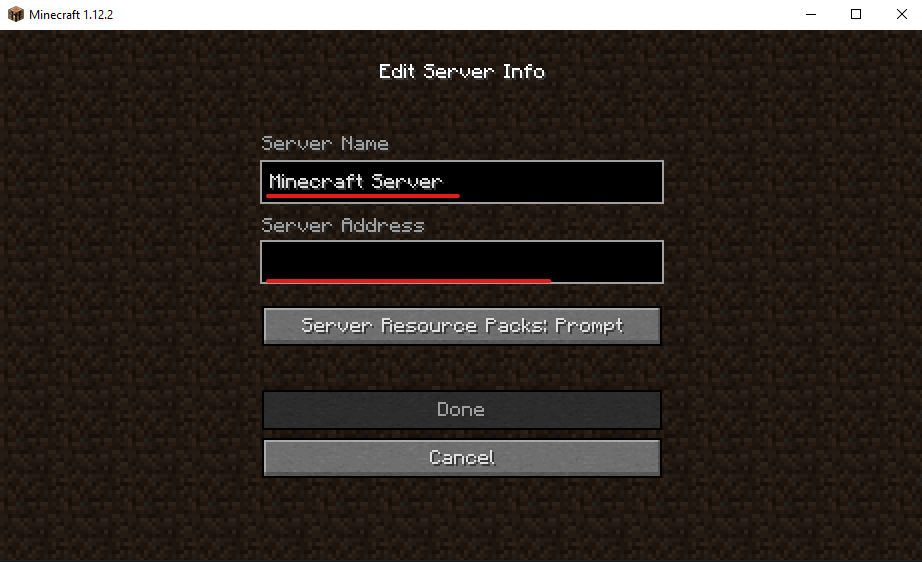 Minecraft 1.12.2
Edit Server Info
Server Name
Minecraft Server
Server Address
Server Resource Packs: Prompt
Done
Cancel